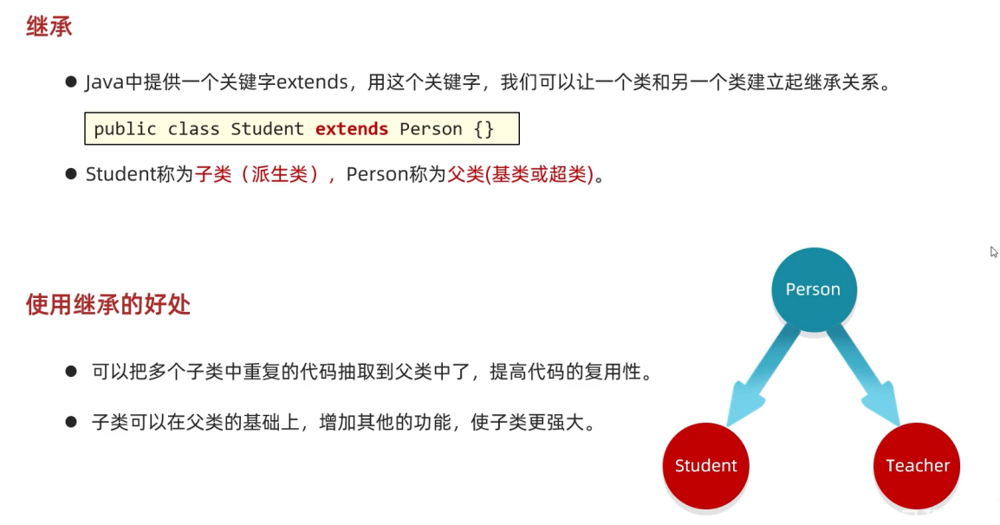 继承
● Java中提供一个关键字extends，用这个关键字，我们可以让一个类和另一个类建立起继承关系。
public class Student extends Person {}
● Student称为子类（派生类），Person称为父类(基类或超类)。
使用继承的好处
● 可以把多个子类中重复的代码抽取到父类中了，提高代码的复用性。
● 子类可以在父类的基础上，增加其他的功能，使子类更强大。
Person
Student
Teacher